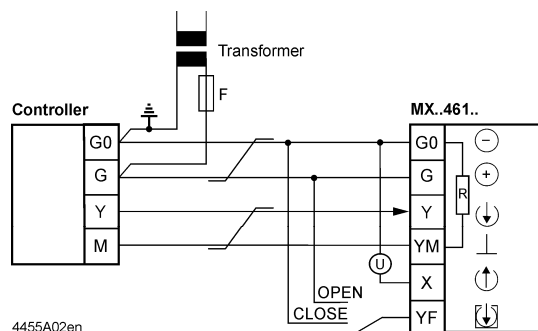 Transformer
F
Controller
MX..461..
G0
G0
G
G
R
Y
Y
M
YM
U
X
OPEN
CLOSE
YF
4455A02en